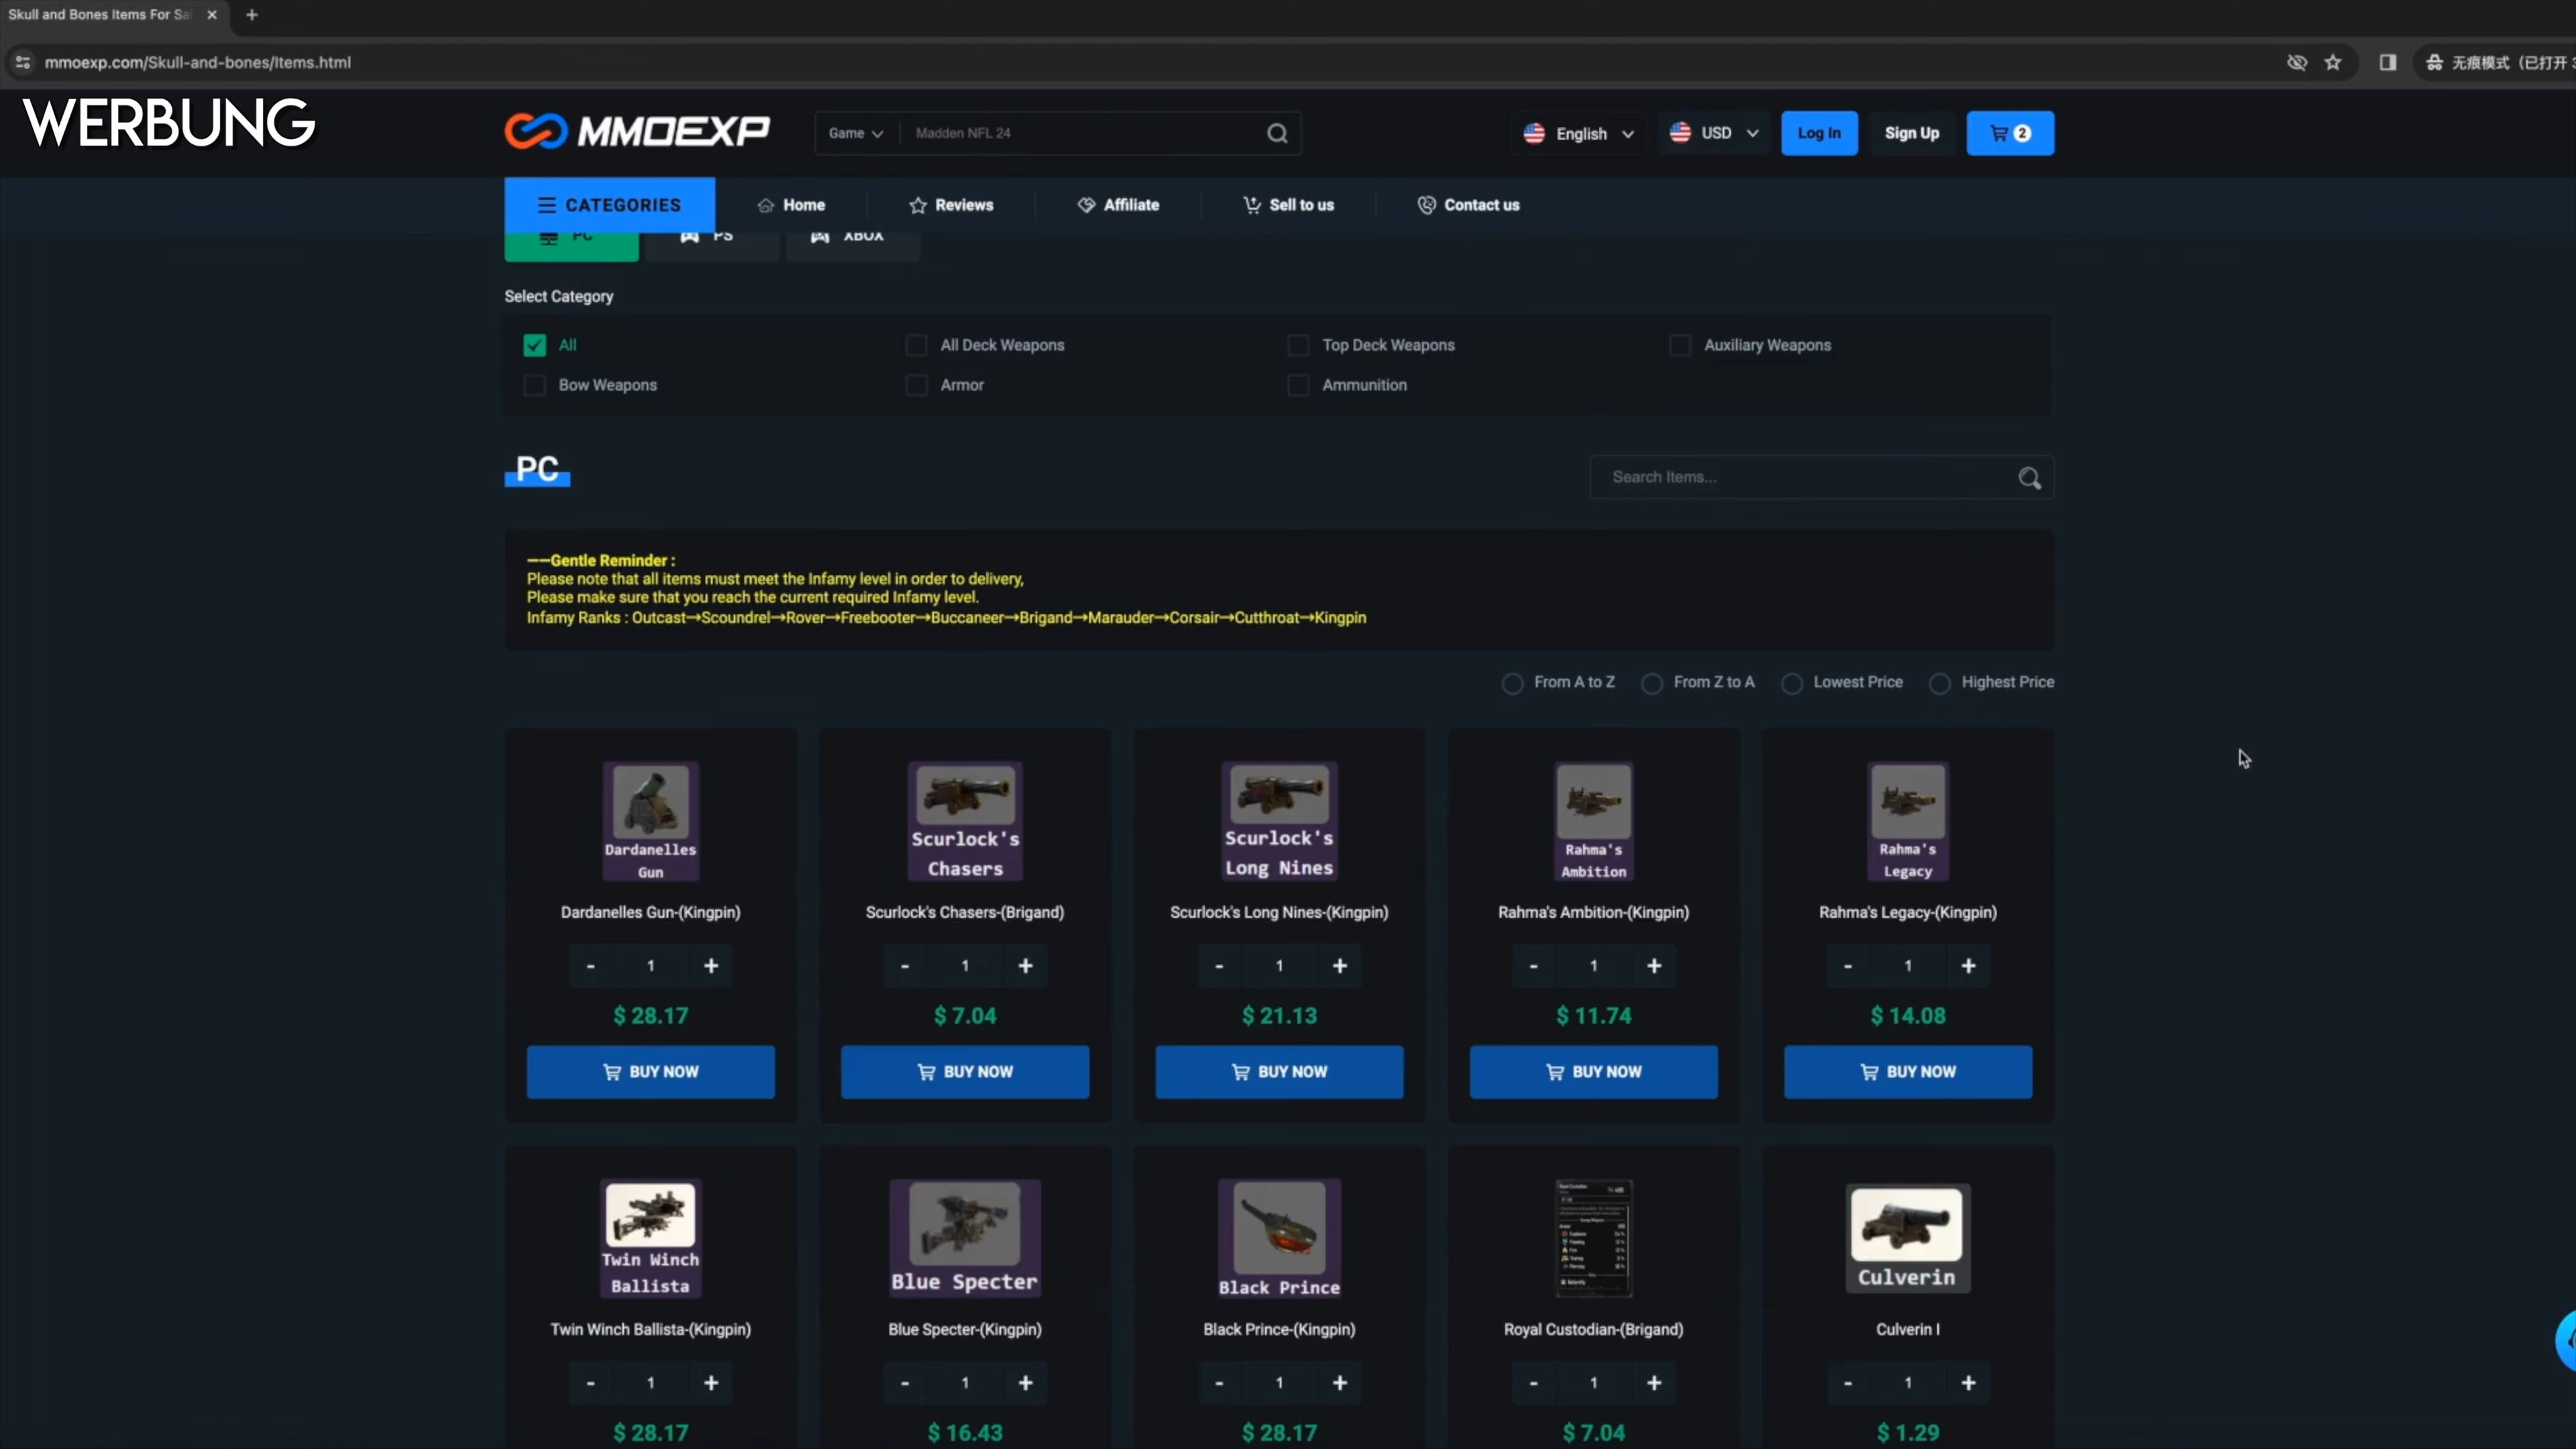 Skull and Bones Items For Sal
mmoexp.com/Skull-and-bones/Items.html
无痕模式（已打开 3
WERBUNG
MMOEXP
Game
Madden NFL 24
English
USD
Log In
Sign Up
2
CATEGORIES
Home
Reviews
Affiliate
Sell to us
Contact us
PC
PS
XBOX
Select Category
All
All Deck Weapons
Top Deck Weapons
Auxiliary Weapons
Bow Weapons
Armor
Ammunition
PC
Search Items...
——Gentle Reminder :
Please note that all items must meet the Infamy level in order to delivery,
Please make sure that you reach the current required Infamy level.
Infamy Ranks : Outcast→Scoundrel→Rover→Freebooter→Buccaneer→Brigand→Marauder→Corsair→Cutthroat→Kingpin
From A to Z
From Z to A
Lowest Price
Highest Price
Dardanelles
Gun
Dardanelles Gun-(Kingpin)
- 1 +
$ 28.17
BUY NOW
Scurlock's
Chasers
Scurlock's Chasers-(Brigand)
- 1 +
$ 7.04
BUY NOW
Scurlock's
Long Nines
Scurlock's Long Nines-(Kingpin)
- 1 +
$ 21.13
BUY NOW
Rahma's
Ambition
Rahma's Ambition-(Kingpin)
- 1 +
$ 11.74
BUY NOW
Rahma's
Legacy
Rahma's Legacy-(Kingpin)
- 1 +
$ 14.08
BUY NOW
Twin Winch
Ballista
Twin Winch Ballista-(Kingpin)
- 1 +
$ 28.17
Blue Specter
Blue Specter-(Kingpin)
- 1 +
$ 16.43
Black Prince
Black Prince-(Kingpin)
- 1 +
$ 28.17
Royal Custodian-(Brigand)
- 1 +
$ 7.04
Culverin
Culverin I
- 1 +
$ 1.29